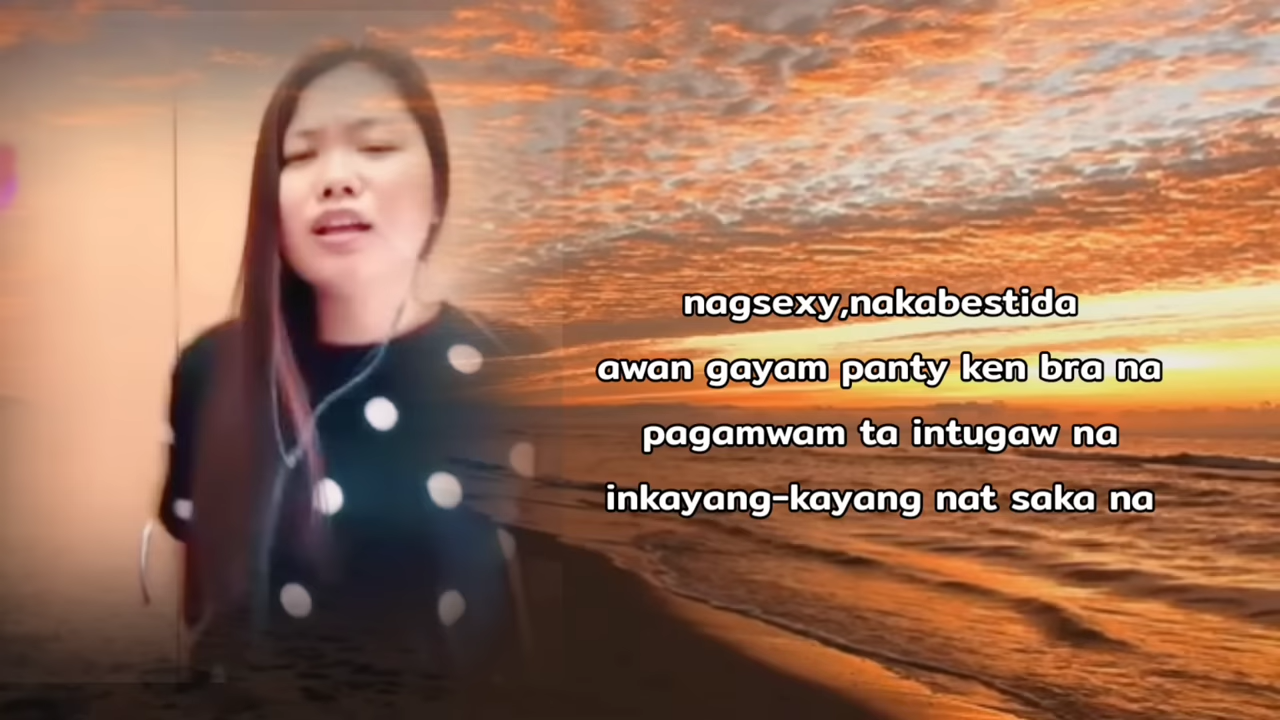 nagsexy,nakabestida
awan gayam panty ken bra na
pagamwam ta intugaw na
inkayang-kayang nat saka na